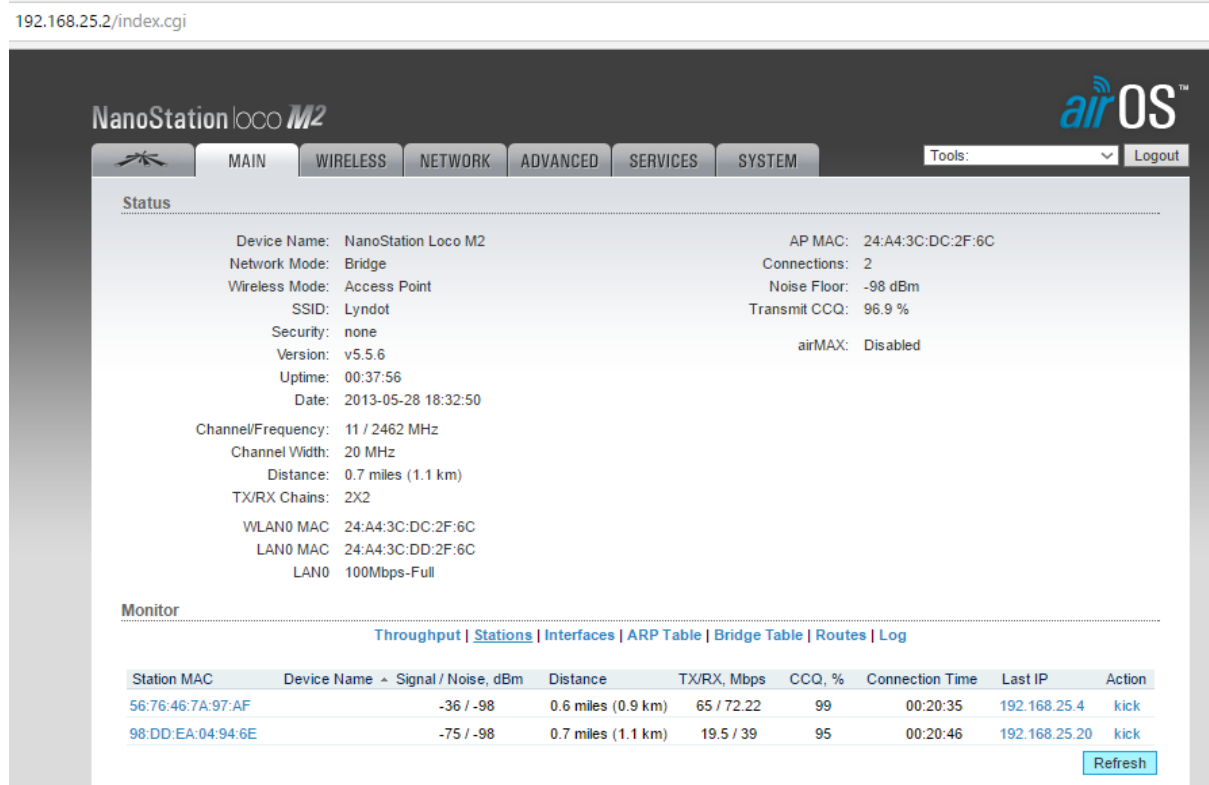 192.168.25.2/index.cgi
NanoStation loco M2
airOS™
MAIN WIRELESS NETWORK ADVANCED SERVICES SYSTEM Tools: Logout
Status
Device Name: NanoStation Loco M2 AP MAC: 24:A4:3C:DC:2F:6C
Network Mode: Bridge Connections: 2
Wireless Mode: Access Point Noise Floor: -98 dBm
SSID: Lyndot Transmit CCQ: 96.9 %
Security: none
airMAX: Disabled
Version: v5.5.6
Uptime: 00:37:56
Date: 2013-05-28 18:32:50
Channel/Frequency: 11 / 2462 MHz
Channel Width: 20 MHz
Distance: 0.7 miles (1.1 km)
TX/RX Chains: 2X2
WLAN0 MAC 24:A4:3C:DC:2F:6C
LAN0 MAC 24:A4:3C:DD:2F:6C
LAN0 100Mbps-Full
Monitor
Throughput | Stations | Interfaces | ARP Table | Bridge Table | Routes | Log
Station MAC Device Name Signal / Noise, dBm Distance TX/RX, Mbps CCQ, % Connection Time Last IP Action
56:76:46:7A:97:AF -36 / -98 0.6 miles (0.9 km) 65 / 72.22 99 00:20:35 192.168.25.4 kick
98:DD:EA:04:94:6E -75 / -98 0.7 miles (1.1 km) 19.5 / 39 95 00:20:46 192.168.25.20 kick
Refresh